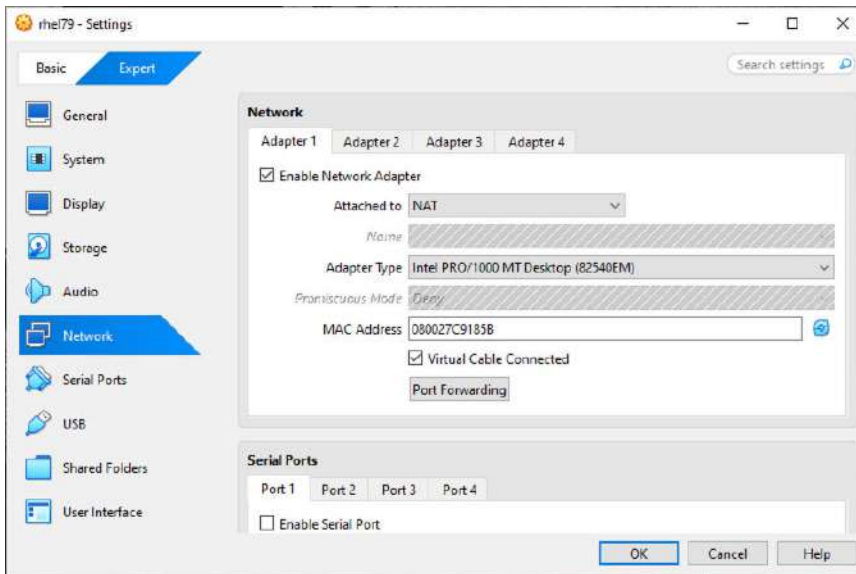 rhel79 - Settings
Basic
Expert
Search settings
General
System
Display
Storage
Audio
Network
Serial Ports
USB
Shared Folders
User Interface
Network
Adapter 1 Adapter 2 Adapter 3 Adapter 4
Enable Network Adapter
Attached to NAT
Name
Adapter Type Intel PRO/1000 MT Desktop (82540EM)
Promiscuous Mode Deny
MAC Address 080027C9185B
Virtual Cable Connected
Port Forwarding
Serial Ports
Port 1 Port 2 Port 3 Port 4
Enable Serial Port
OK Cancel Help